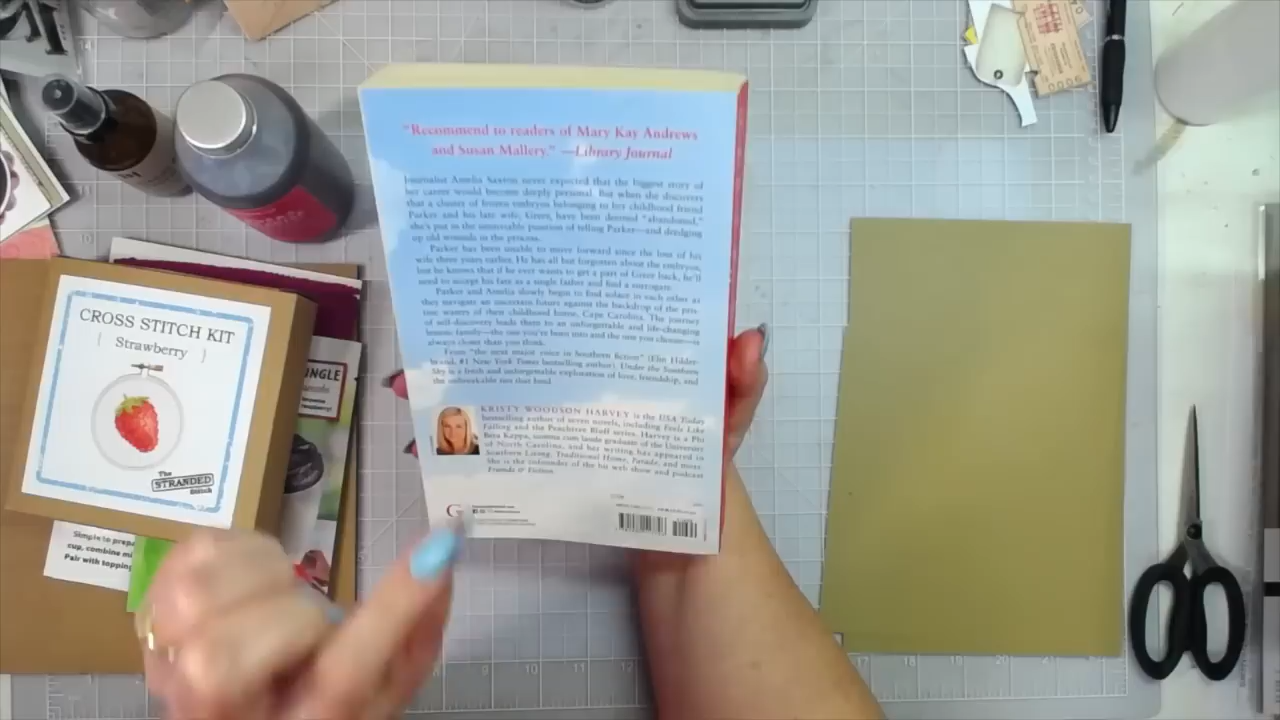 "Recommend to readers of Mary Kay Andrews
and Susan Mallery." —Library Journal
Journalist Amelia Saxton never expected that the biggest story of
her career would become deeply personal. But when she discovers
that a cluster of frozen embryos belonging to her childhood friend
Parker and his late wife, Greer, have been deemed "abandoned,"
she's put in the unenviable position of telling Parker—and dredging
up old wounds in the process.
Parker has been unable to move forward since the loss of his
wife three years earlier. He has all but forgotten about the embryos,
but he knows that if he ever wants to get a part of Greer back, he'll
need to accept his fate as a single father and find a surrogate.
Parker and Amelia slowly begin to find solace in each other as
they navigate an uncertain future against the backdrop of the pris-
tine waters of their childhood home, Cape Carolina. The journey
of self-discovery leads them to an unforgettable and life-changing
lesson: family—the one you're born into and the one you choose—is
always closer than you think.
From "the next major voice in Southern fiction" (Elin Hilder-
brand, #1 New York Times bestselling author), Under the Southern
Sky is a fresh and unforgettable exploration of love, friendship, and
the unbreakable ties that bind.
KRISTY WOODSON HARVEY is the USA Today
bestselling author of seven novels, including Feels Like
Falling and the Peachtree Bluff series. Harvey is a Phi
Beta Kappa, summa cum laude graduate of the University
of North Carolina, and her writing has appeared in
Southern Living, Traditional Home, Parade, and more.
She is the cofounder of the hit web show and podcast
Friends & Fiction.
G
CROSS STITCH KIT
[ Strawberry ]
The
STRANDED
Stitch
Simple to prepa
cup, combine mi
Pair with topping
UNGLE